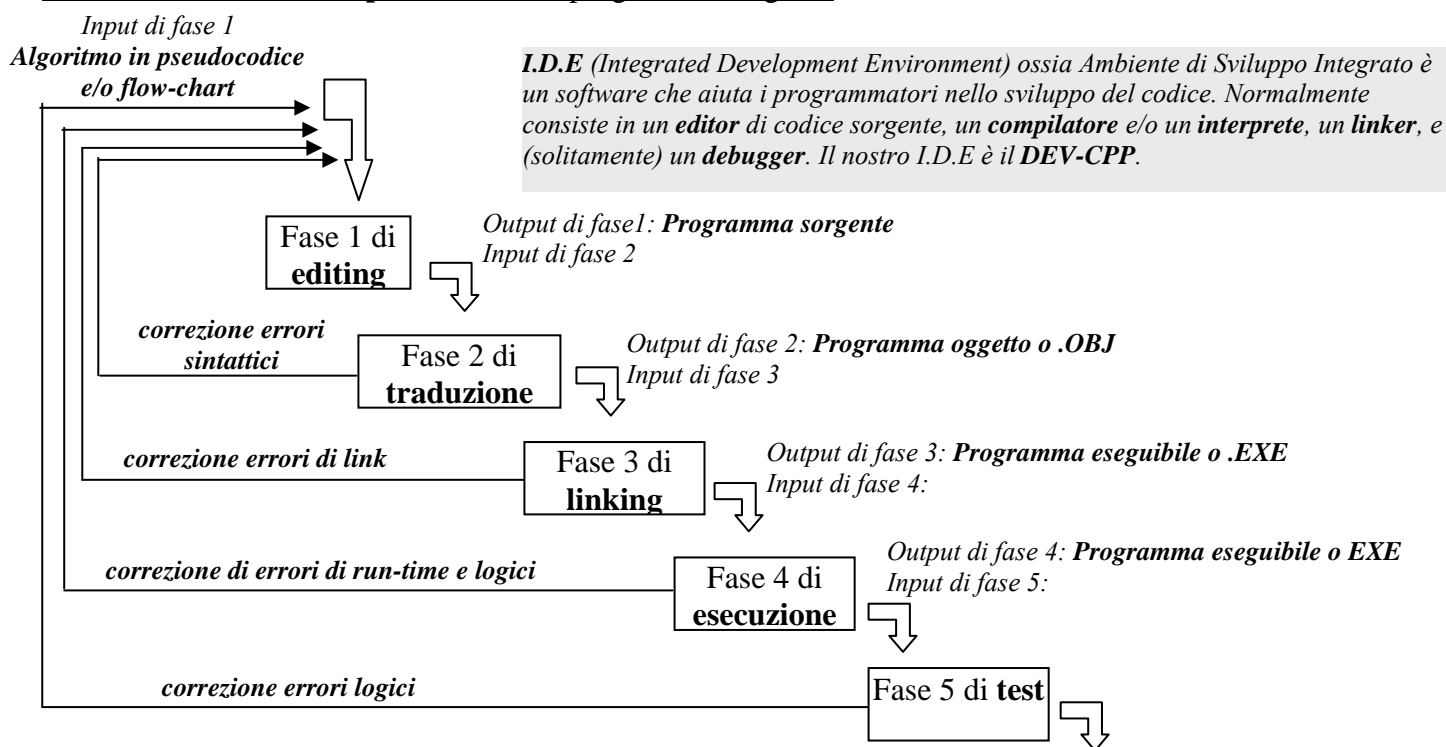 Input di fase 1
Algoritmo in pseudocodice
e/o flow-chart
I.D.E (Integrated Development Environment) ossia Ambiente di Sviluppo Integrato è
un software che aiuta i programmatori nello sviluppo del codice. Normalmente
consiste in un editor di codice sorgente, un compilatore e/o un interprete, un linker, e
(solitamente) un debugger. Il nostro I.D.E è il DEV-CPP.
Fase 1 di
editing
Output di fase1: Programma sorgente
Input di fase 2
correzione errori
sintattici
Fase 2 di
traduzione
Output di fase 2: Programma oggetto o .OBJ
Input di fase 3
correzione errori di link
Fase 3 di
linking
Output di fase 3: Programma eseguibile o .EXE
Input di fase 4:
correzione di errori di run-time e logici
Fase 4 di
esecuzione
Output di fase 4: Programma eseguibile o EXE
Input di fase 5:
correzione errori logici
Fase 5 di test